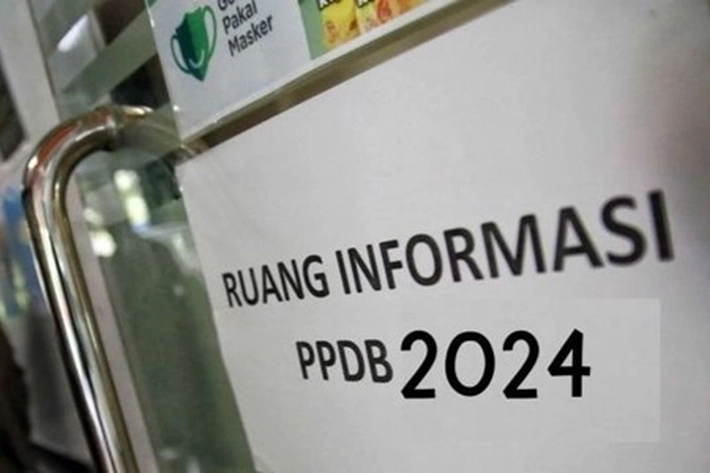 Pakai
Masker
RUANG INFORMASI
PPDB 2024